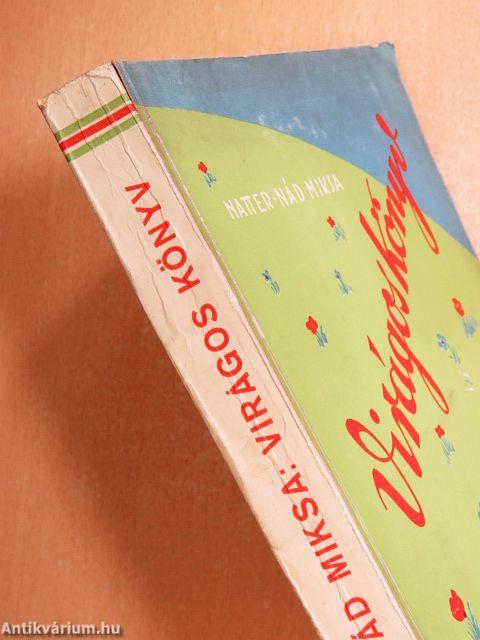 NATTER-NÁD MIKSA
Virágoskönyv
ÁD MIKSA: VIRÁGOS KÖNYV
Antikvárium.hu